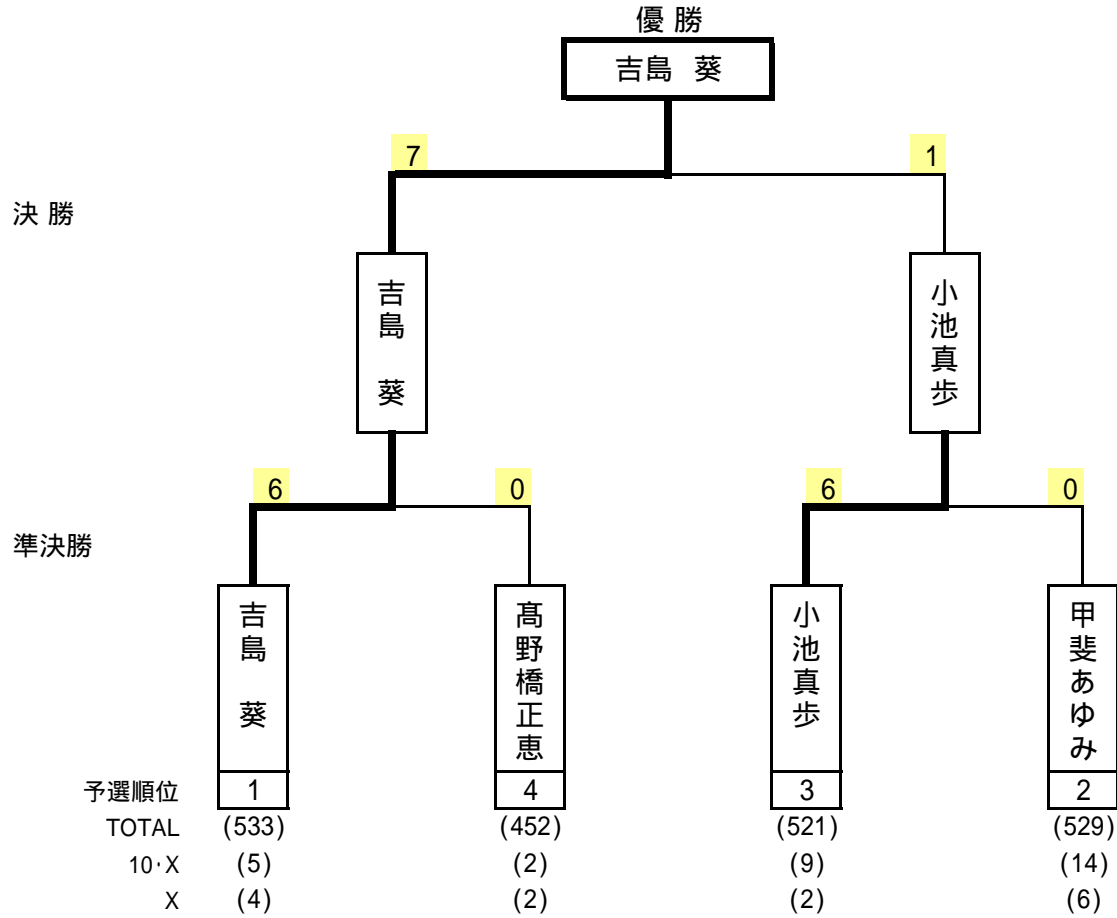 優 勝
吉島 葵
7 1
決 勝
吉島 葵
小池真歩
6 0 6 0
準決勝
吉島 葵
髙野橋正恵
小池真歩
甲斐あゆみ
予選順位 1 4 3 2
TOTAL (533) (452) (521) (529)
10·X (5) (2) (9) (14)
X (4) (2) (2) (6)